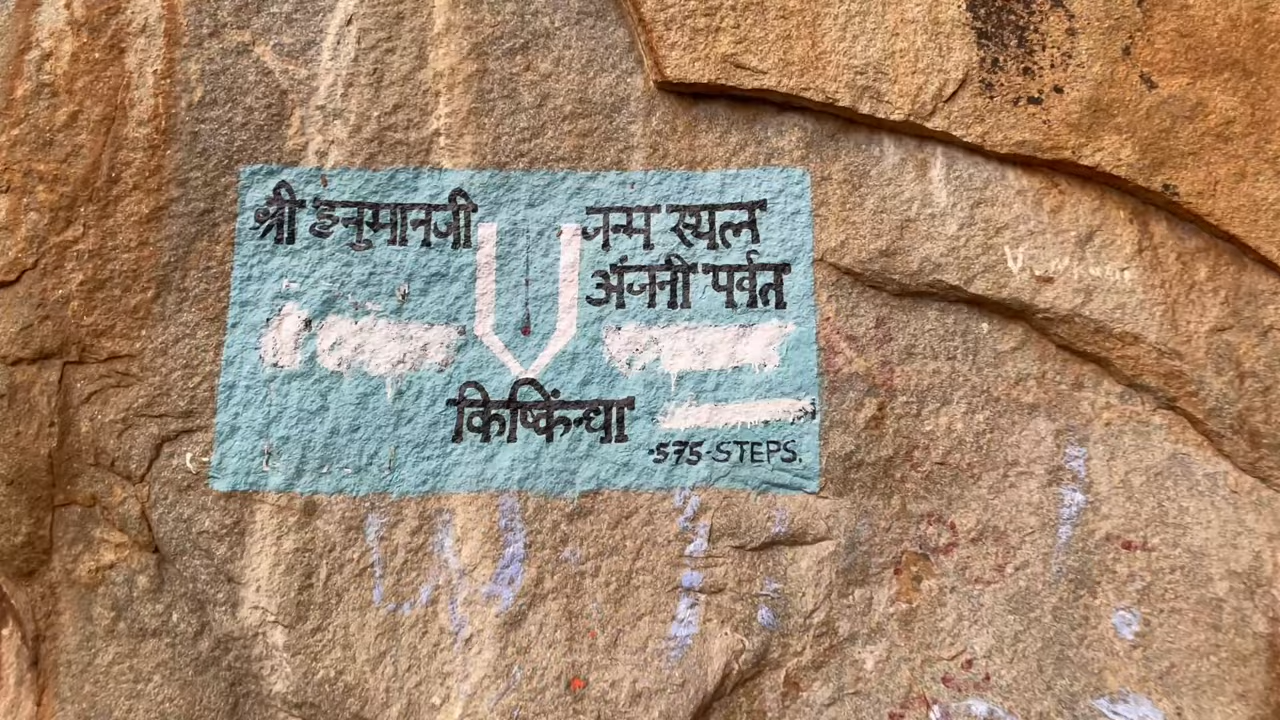 श्री हनुमानजी जन्म स्थल
अंजनी पर्वत
किष्किंन्धा
575 STEPS.